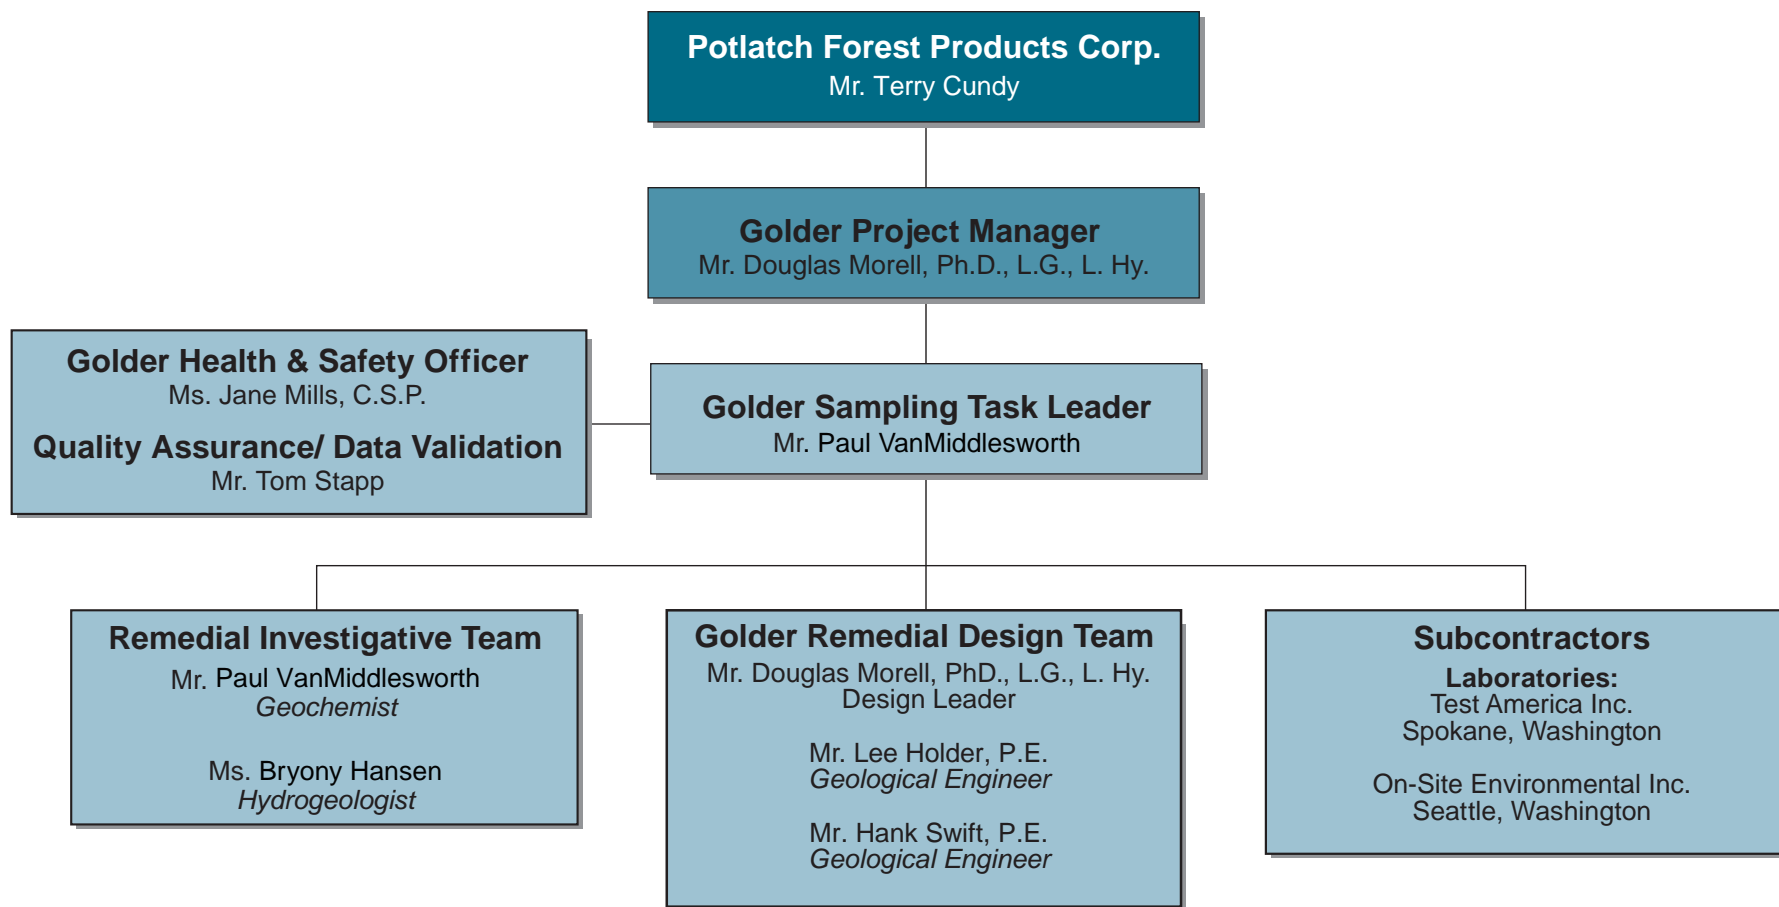 Potlatch Forest Products Corp.
Mr. Terry Cundy
Golder Project Manager
Mr. Douglas Morell, Ph.D., L.G., L. Hy.
Golder Health & Safety Officer
Ms. Jane Mills, C.S.P.
Quality Assurance/ Data Validation
Mr. Tom Stapp
Golder Sampling Task Leader
Mr. Paul VanMiddlesworth
Remedial Investigative Team
Mr. Paul VanMiddlesworth
Geochemist
Ms. Bryony Hansen
Hydrogeologist
Golder Remedial Design Team
Mr. Douglas Morell, PhD., L.G., L. Hy.
Design Leader
Mr. Lee Holder, P.E.
Geological Engineer
Mr. Hank Swift, P.E.
Geological Engineer
Subcontractors
Laboratories:
Test America Inc.
Spokane, Washington
On-Site Environmental Inc.
Seattle, Washington